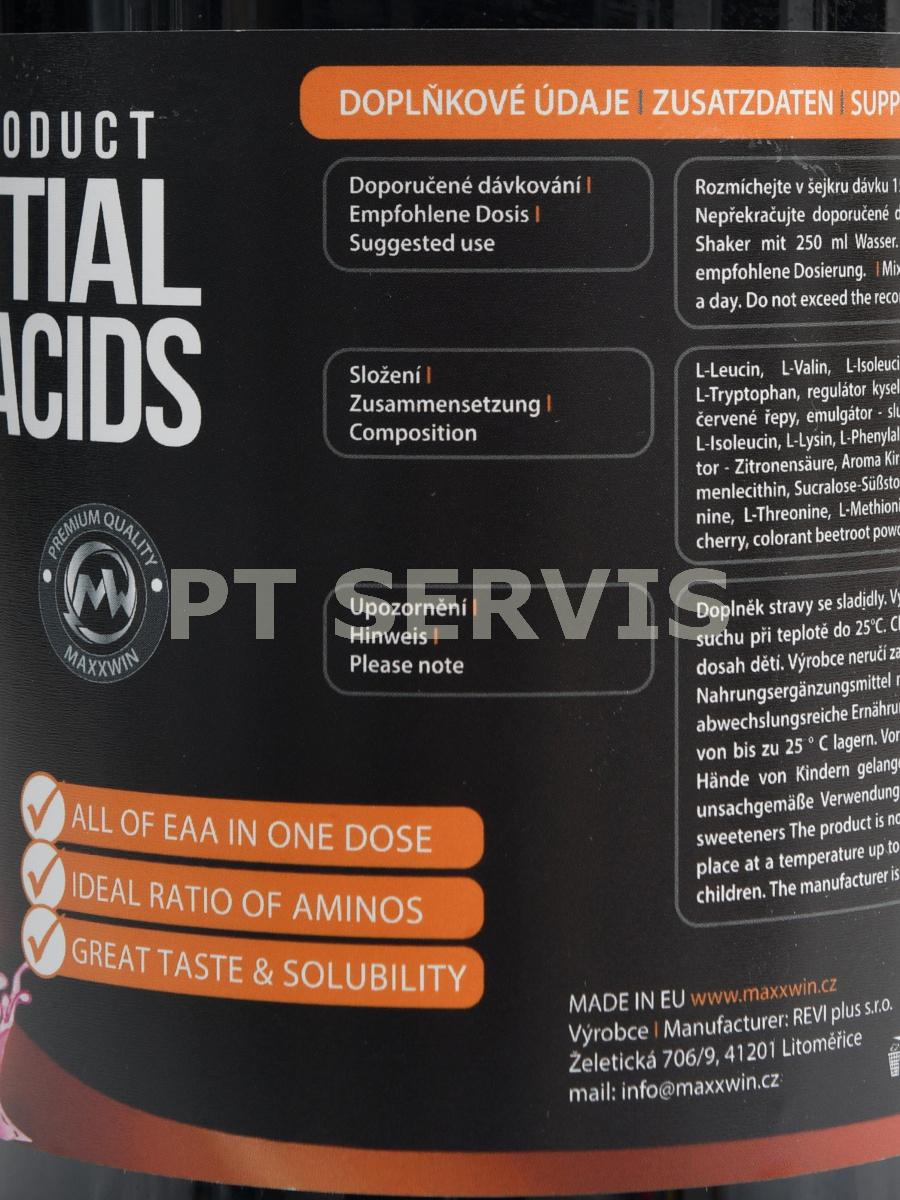 ODUCT
TIAL
ACIDS
PREMIUM QUALITY
MAXXWIN
ALL OF EAA IN ONE DOSE
IDEAL RATIO OF AMINOS
GREAT TASTE & SOLUBILITY
DOPLŇKOVÉ ÚDAJE | ZUSATZDATEN | SUPP
Doporučené dávkování |
Empfohlene Dosis |
Suggested use
Rozmíchejte v šejkru dávku
Nepřekračujte doporučené
Shaker mit 250 ml Wasser.
empfohlene Dosierung. | Mix
a day. Do not exceed the
Složení |
Zusammensetzung |
Composition
L-Leucin, L-Valin, L-Isoleuci
L-Tryptophan, regulátor kysel
červené řepy, emulgátor - slu
L-Isoleucin, L-Lysin, L-Phenylal
tor - Zitronensäure, Aroma Kir
menlecithin, Sucralose-Süßsto
nine, L-Threonine, L-Methioni
cherry, colorant beetroot powd
Upozornění |
Hinweis |
Please note
Doplněk stravy se sladidly.
suchu při teplotě do 25°C.
dosah dětí. Výrobce neručí za
Nahrungsergänzungsmittel
abwechslungsreiche Ernähru
von bis zu 25 ° C lagern. Vor
Hände von Kindern gelange
unsachgemäße Verwendung
sweeteners The product is no
place at a temperature up to
children. The manufacturer is
PT SERVIS
MADE IN EU www.maxxwin.cz
Výrobce | Manufacturer: REVI plus s.r.o.
Želetická 706/9, 41201 Litoměřice
mail: info@maxxwin.cz